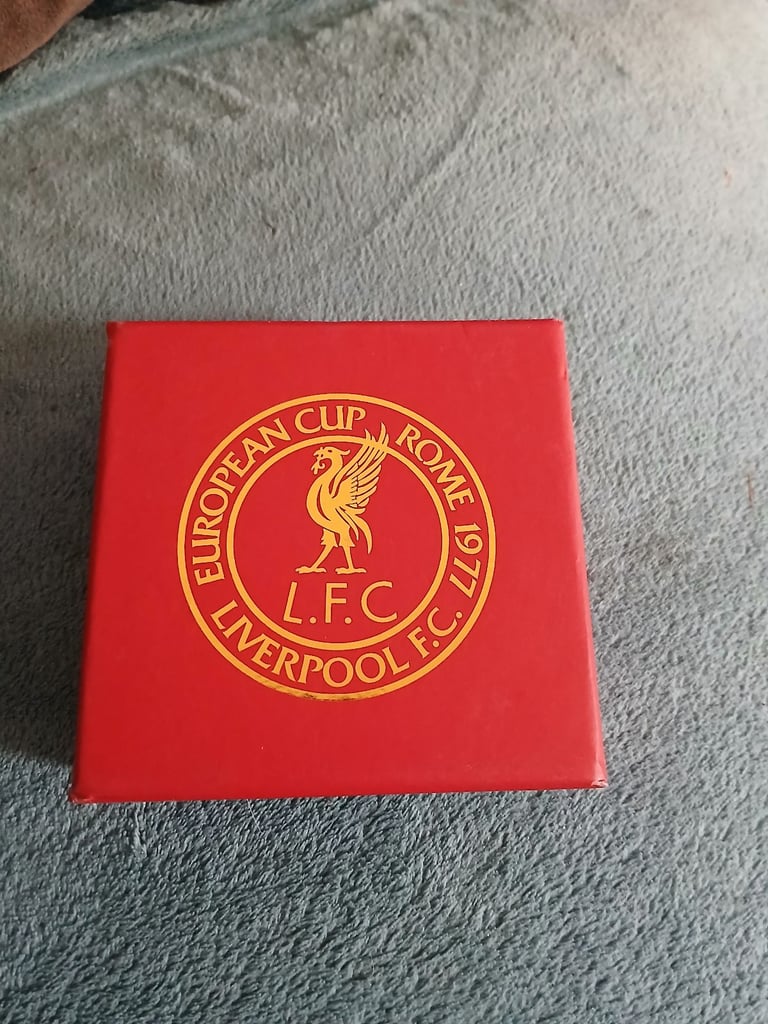 EUROPEAN CUP ROME 1977
L.F.C
LIVERPOOL F.C.